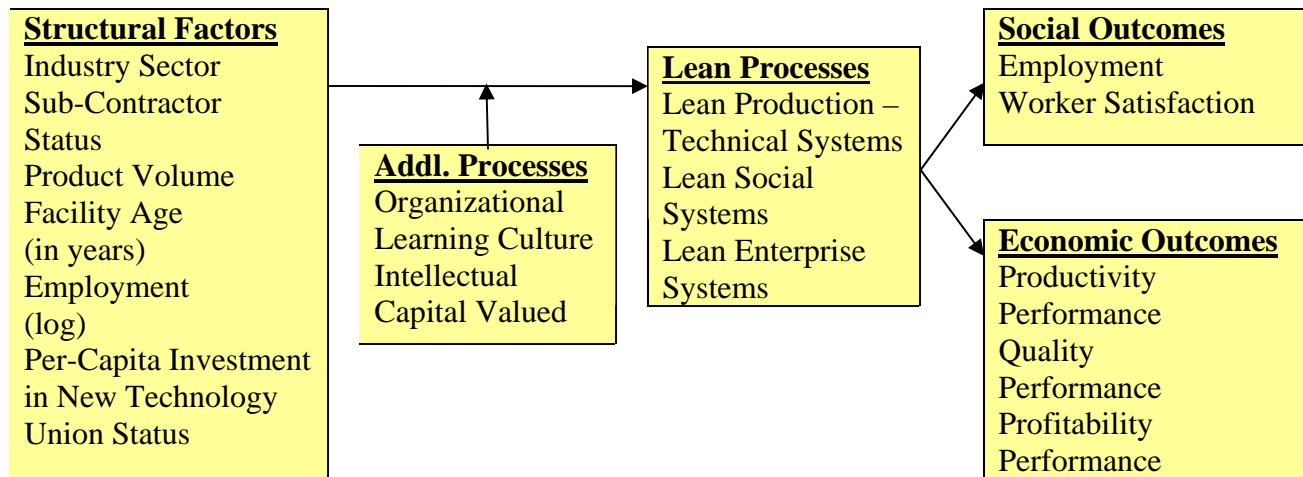 Structural Factors
Industry Sector
Sub-Contractor
Status
Product Volume
Facility Age
(in years)
Employment
(log)
Per-Capita Investment
in New Technology
Union Status
Addl. Processes
Organizational
Learning Culture
Intellectual
Capital Valued
Lean Processes
Lean Production –
Technical Systems
Lean Social
Systems
Lean Enterprise
Systems
Social Outcomes
Employment
Worker Satisfaction
Economic Outcomes
Productivity
Performance
Quality
Performance
Profitability
Performance